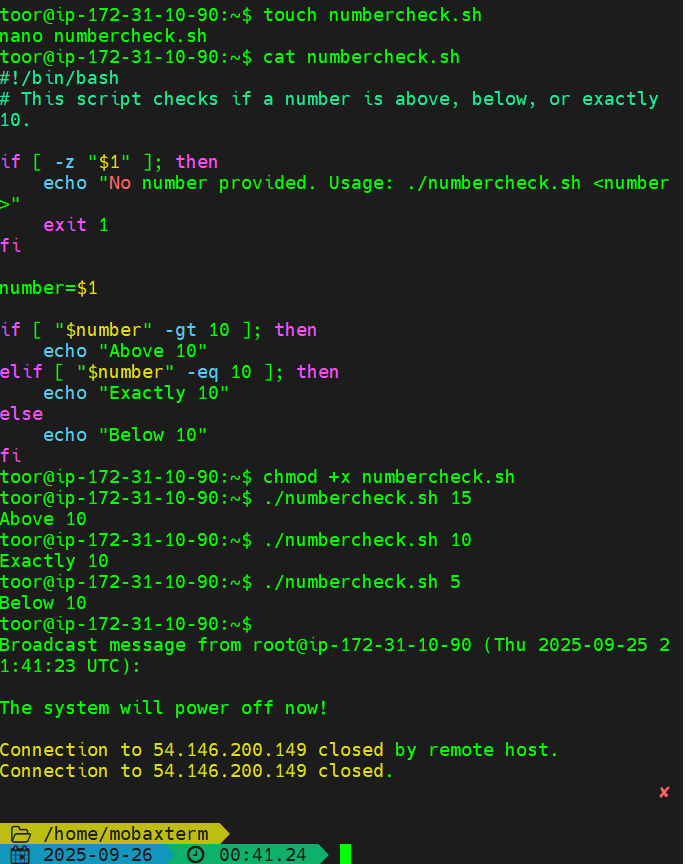 toor@ip-172-31-10-90:~$ touch numbercheck.sh
nano numbercheck.sh
toor@ip-172-31-10-90:~$ cat numbercheck.sh
#!/bin/bash
# This script checks if a number is above, below, or exactly
10.

if [ -z "$1" ]; then
    echo "No number provided. Usage: ./numbercheck.sh <number
>"
    exit 1
fi

number=$1

if [ "$number" -gt 10 ]; then
    echo "Above 10"
elif [ "$number" -eq 10 ]; then
    echo "Exactly 10"
else
    echo "Below 10"
fi
toor@ip-172-31-10-90:~$ chmod +x numbercheck.sh
toor@ip-172-31-10-90:~$ ./numbercheck.sh 15
Above 10
toor@ip-172-31-10-90:~$ ./numbercheck.sh 10
Exactly 10
toor@ip-172-31-10-90:~$ ./numbercheck.sh 5
Below 10
toor@ip-172-31-10-90:~$
Broadcast message from root@ip-172-31-10-90 (Thu 2025-09-25 2
1:41:23 UTC):

The system will power off now!

Connection to 54.146.200.149 closed by remote host.
Connection to 54.146.200.149 closed.
✘
/home/mobaxterm
2025-09-26 00:41.24